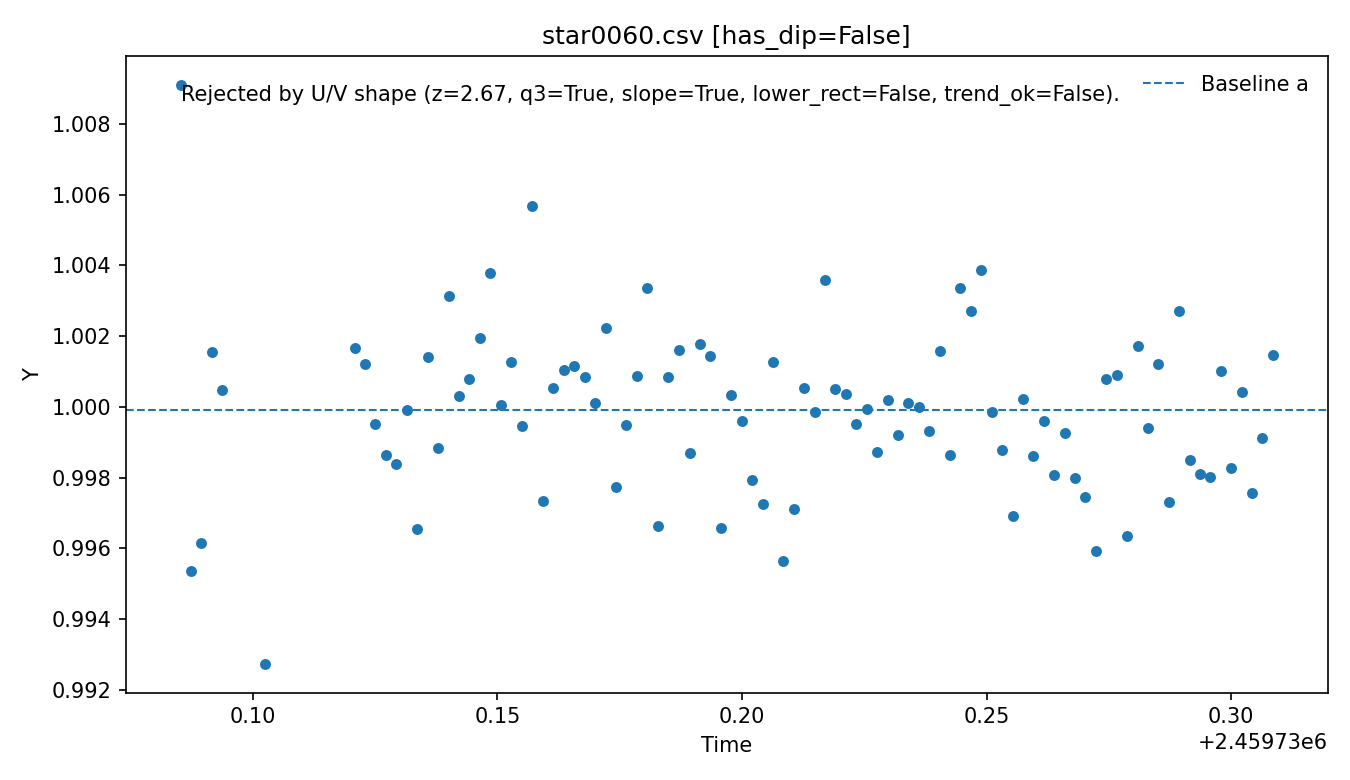 star0060.csv [has_dip=False]
Rejected by U/V shape (z=2.67, q3=True, slope=True, lower_rect=False, trend_ok=False).
Baseline a
1.008
1.006
1.004
1.002
1.000
0.998
0.996
0.994
0.992
Y
0.10
0.15
0.20
0.25
0.30
Time
+2.45973e6